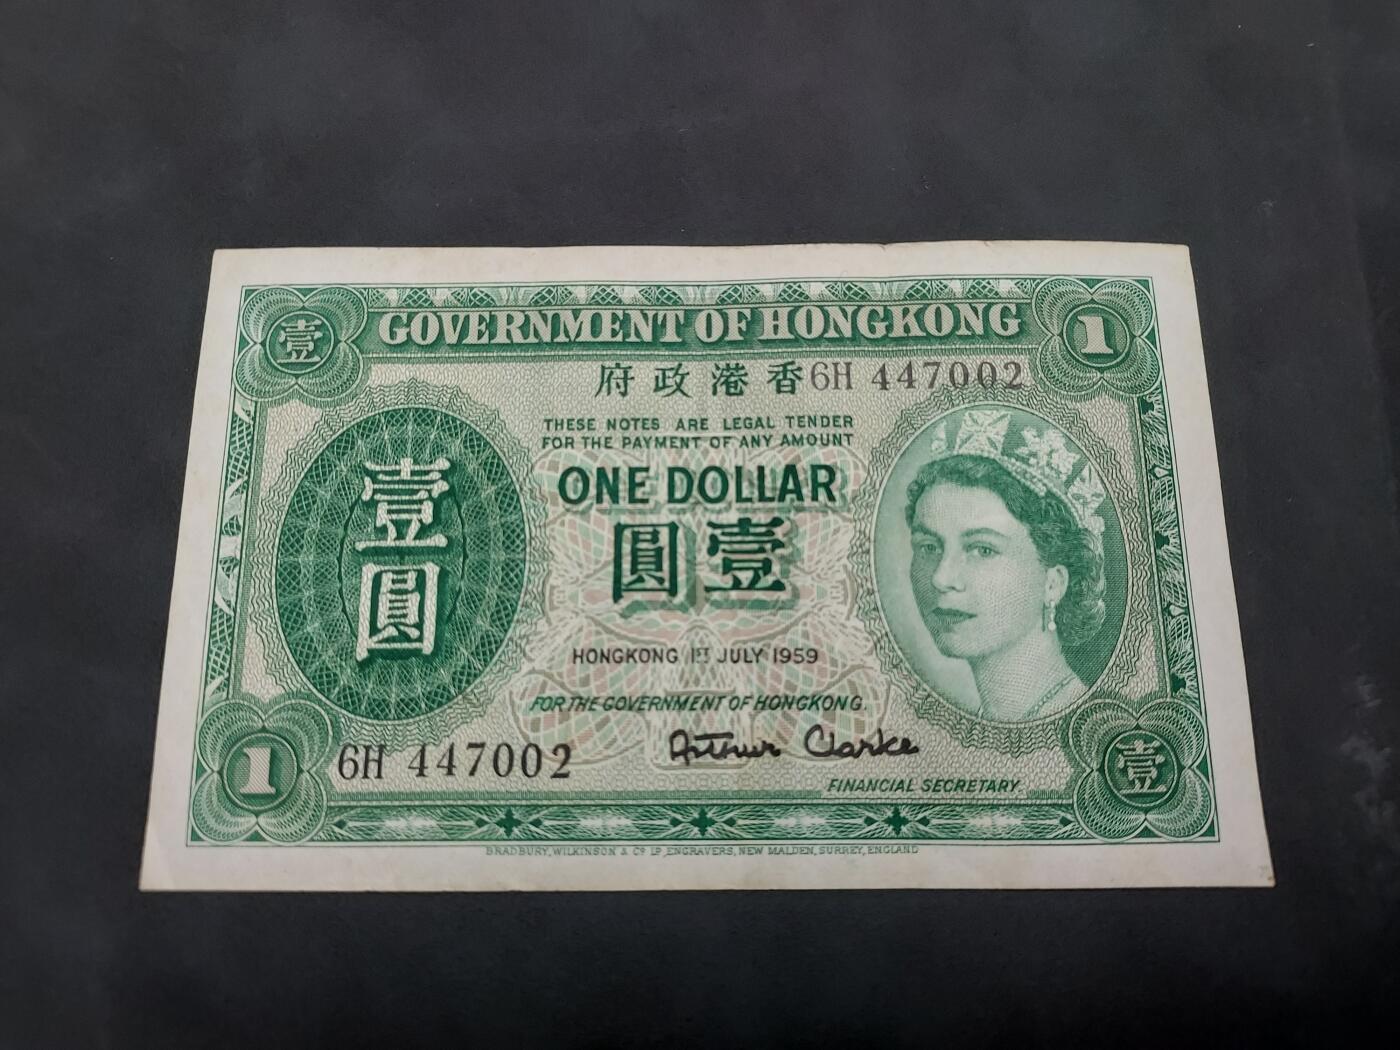 壹 GOVERNMENT OF HONGKONG 1
府政港香 6H 447002
THESE NOTES ARE LEGAL TENDER
FOR THE PAYMENT OF ANY AMOUNT
ONE DOLLAR
圓壹
壹圓
HONGKONG 1ST JULY 1959
FOR THE GOVERNMENT OF HONGKONG.
Arthur Clarke
1 6H 447002
FINANCIAL SECRETARY.
壹
BRADBURY, WILKINSON & Co LD, ENGRAVERS, NEW MALDEN, SURREY, ENGLAND